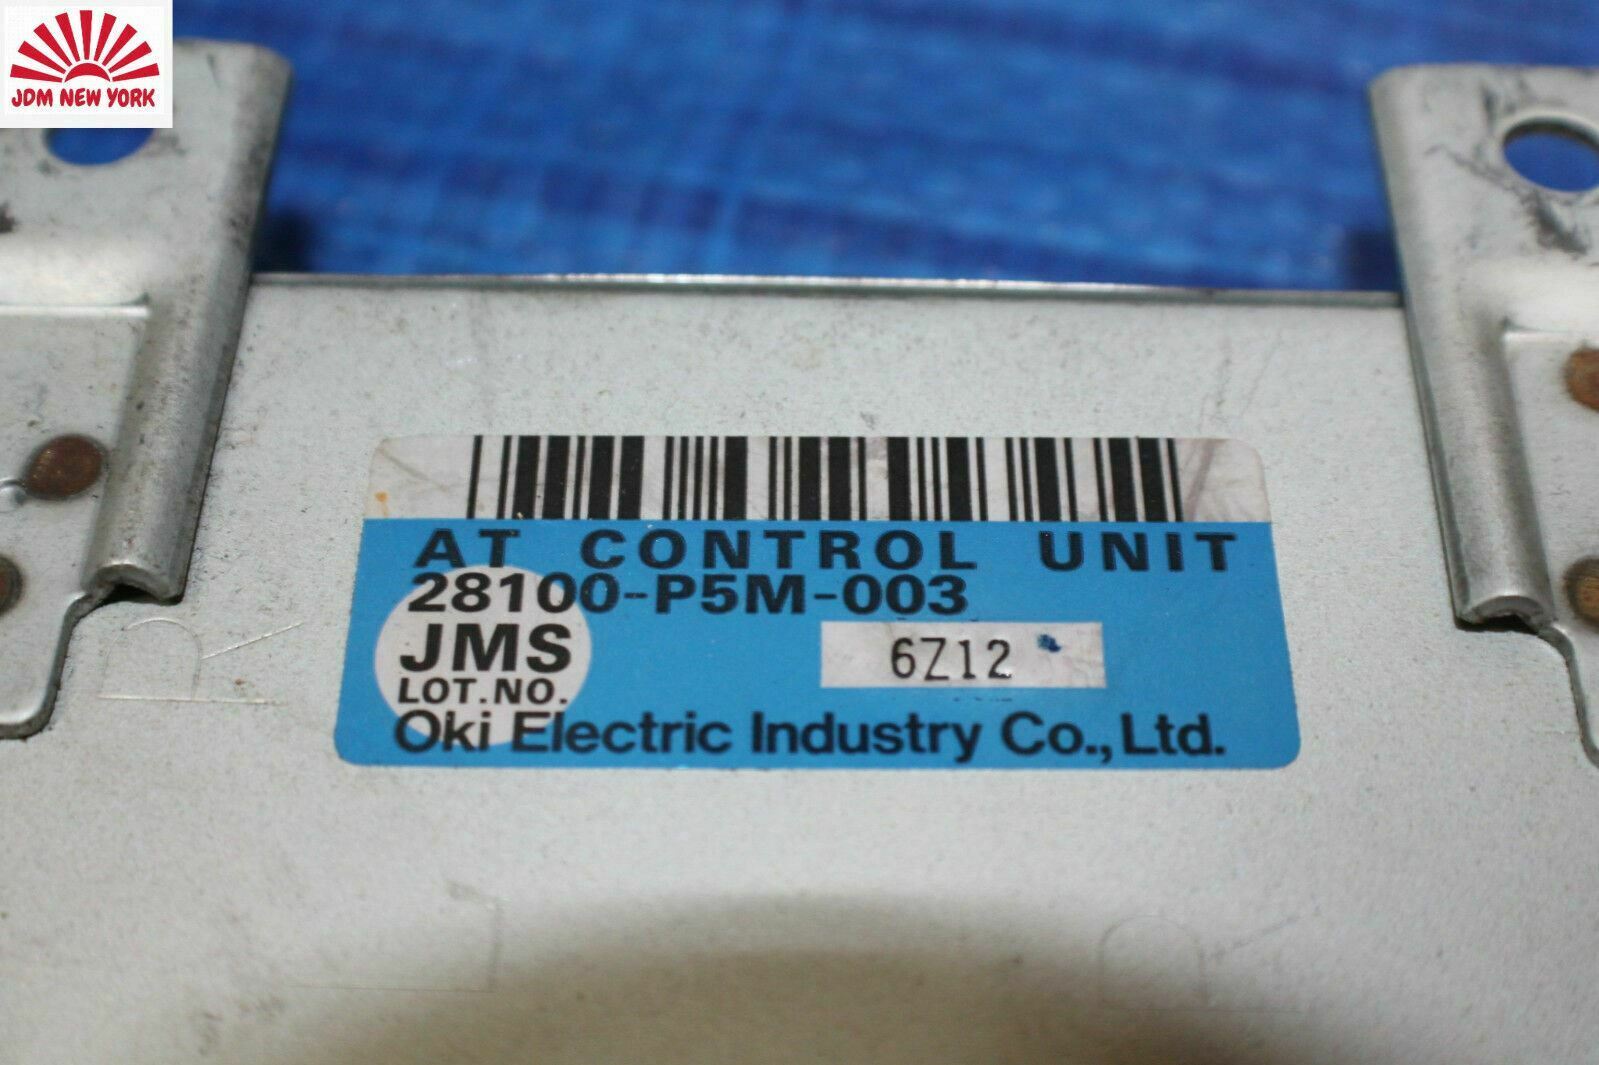 JDM NEW YORK
AT CONTROL UNIT
28100-P5M-003
JMS
6Z12
LOT.NO.
Oki Electric Industry Co., Ltd.